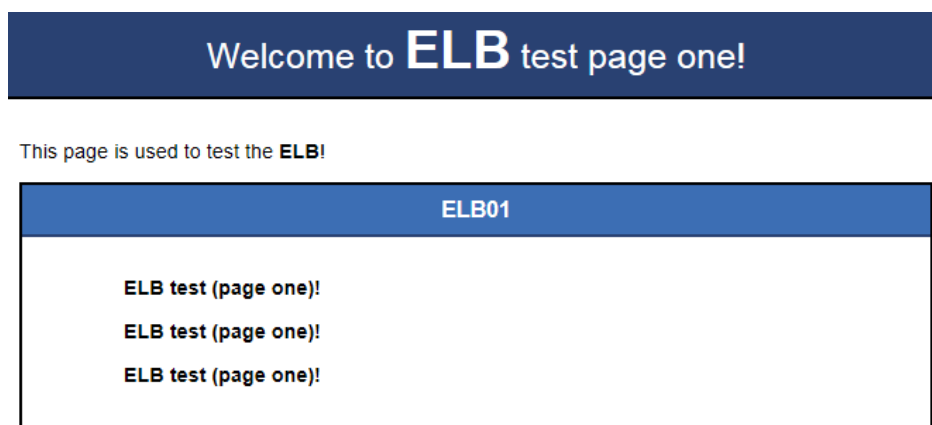 Welcome to ELB test page one!
This page is used to test the ELB!
ELB01
ELB test (page one)!
ELB test (page one)!
ELB test (page one)!